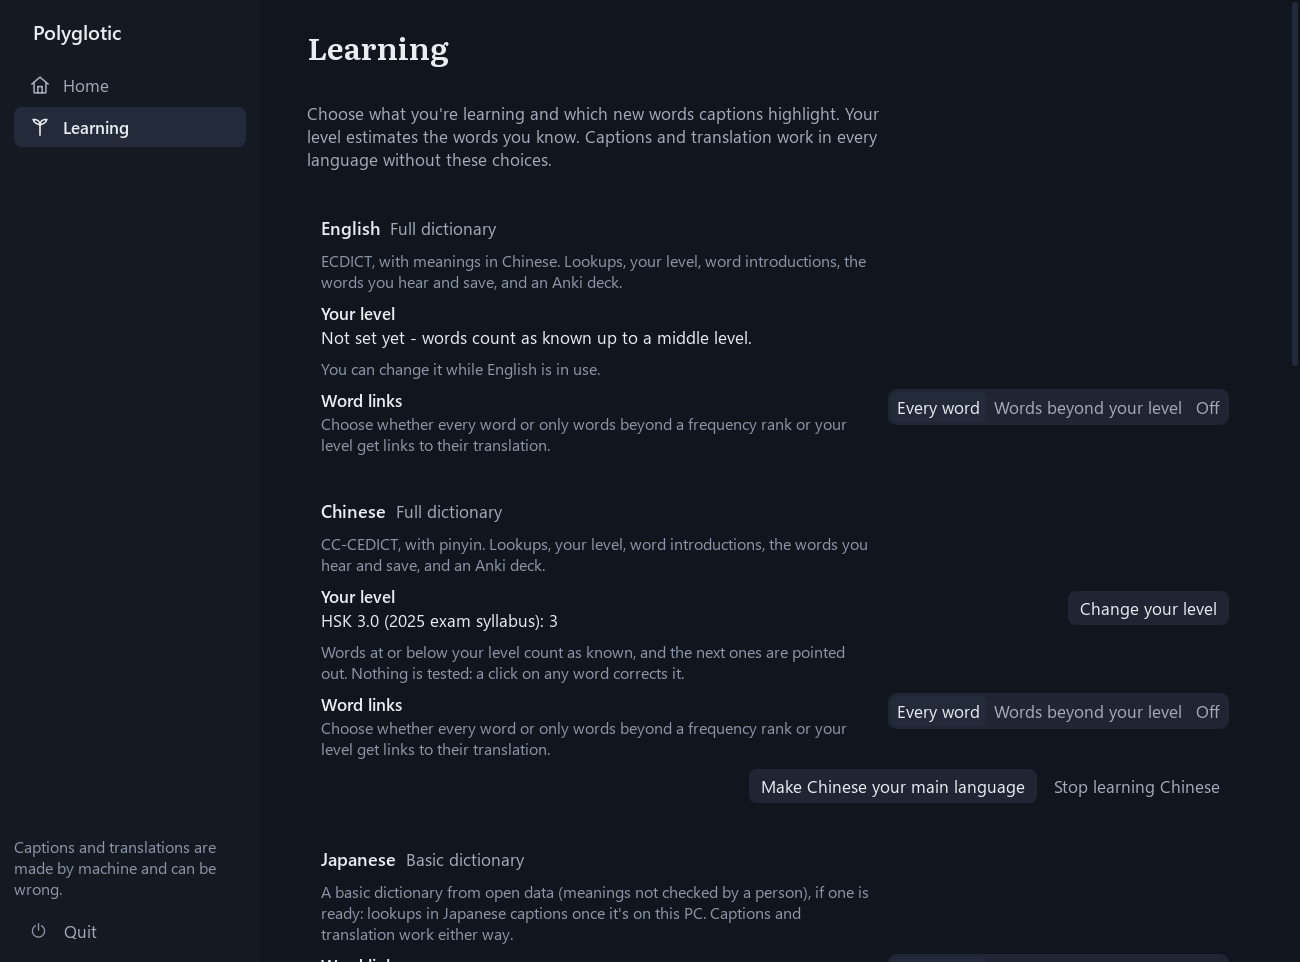 Polyglotic
Home
Learning
Captions and translations are
made by machine and can be
wrong.
Quit
Learning
Choose what you're learning and which new words captions highlight. Your
level estimates the words you know. Captions and translation work in every
language without these choices.
English Full dictionary
ECDICT, with meanings in Chinese. Lookups, your level, word introductions, the
words you hear and save, and an Anki deck.
Your level
Not set yet - words count as known up to a middle level.
You can change it while English is in use.
Word links
Choose whether every word or only words beyond a frequency rank or your
level get links to their translation.
Every word Words beyond your level Off
Chinese Full dictionary
CC-CEDICT, with pinyin. Lookups, your level, word introductions, the words you
hear and save, and an Anki deck.
Your level
HSK 3.0 (2025 exam syllabus): 3
Change your level
Words at or below your level count as known, and the next ones are pointed
out. Nothing is tested: a click on any word corrects it.
Word links
Choose whether every word or only words beyond a frequency rank or your
level get links to their translation.
Every word Words beyond your level Off
Make Chinese your main language Stop learning Chinese
Japanese Basic dictionary
A basic dictionary from open data (meanings not checked by a person), if one is
ready: lookups in Japanese captions once it's on this PC. Captions and
translation work either way.